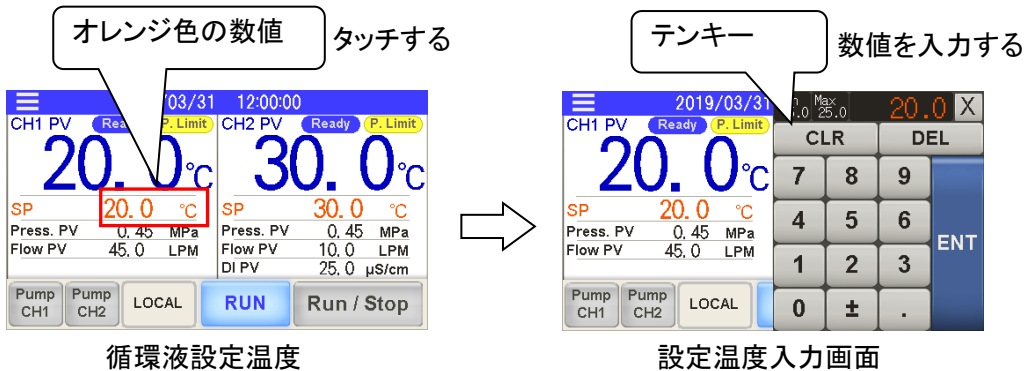 オレンジ色の数値
タッチする
/03/31 12:00:00
CH1 PV Rea P. Limit
20.0℃
SP 20.0 ℃
Press. PV 0.45 MPa
Flow PV 45.0 LPM
CH2 PV Ready P. Limit
30.0℃
SP 30.0 ℃
Press. PV 0.45 MPa
Flow PV 10.0 LPM
DI PV 25.0 µS/cm
Pump CH1
Pump CH2
LOCAL
RUN
Run / Stop
循環液設定温度
テンキー
数値を入力する
2019/03/31
CH1 PV Ready P. Limit
20.0℃
SP 20.0 ℃
Press. PV 0.45 MPa
Flow PV 45.0 LPM
Pump CH1
Pump CH2
LOCAL
Max
25.0
20.0 X
CLR DEL
7 8 9
4 5 6
1 2 3
0 ± .
ENT
設定温度入力画面